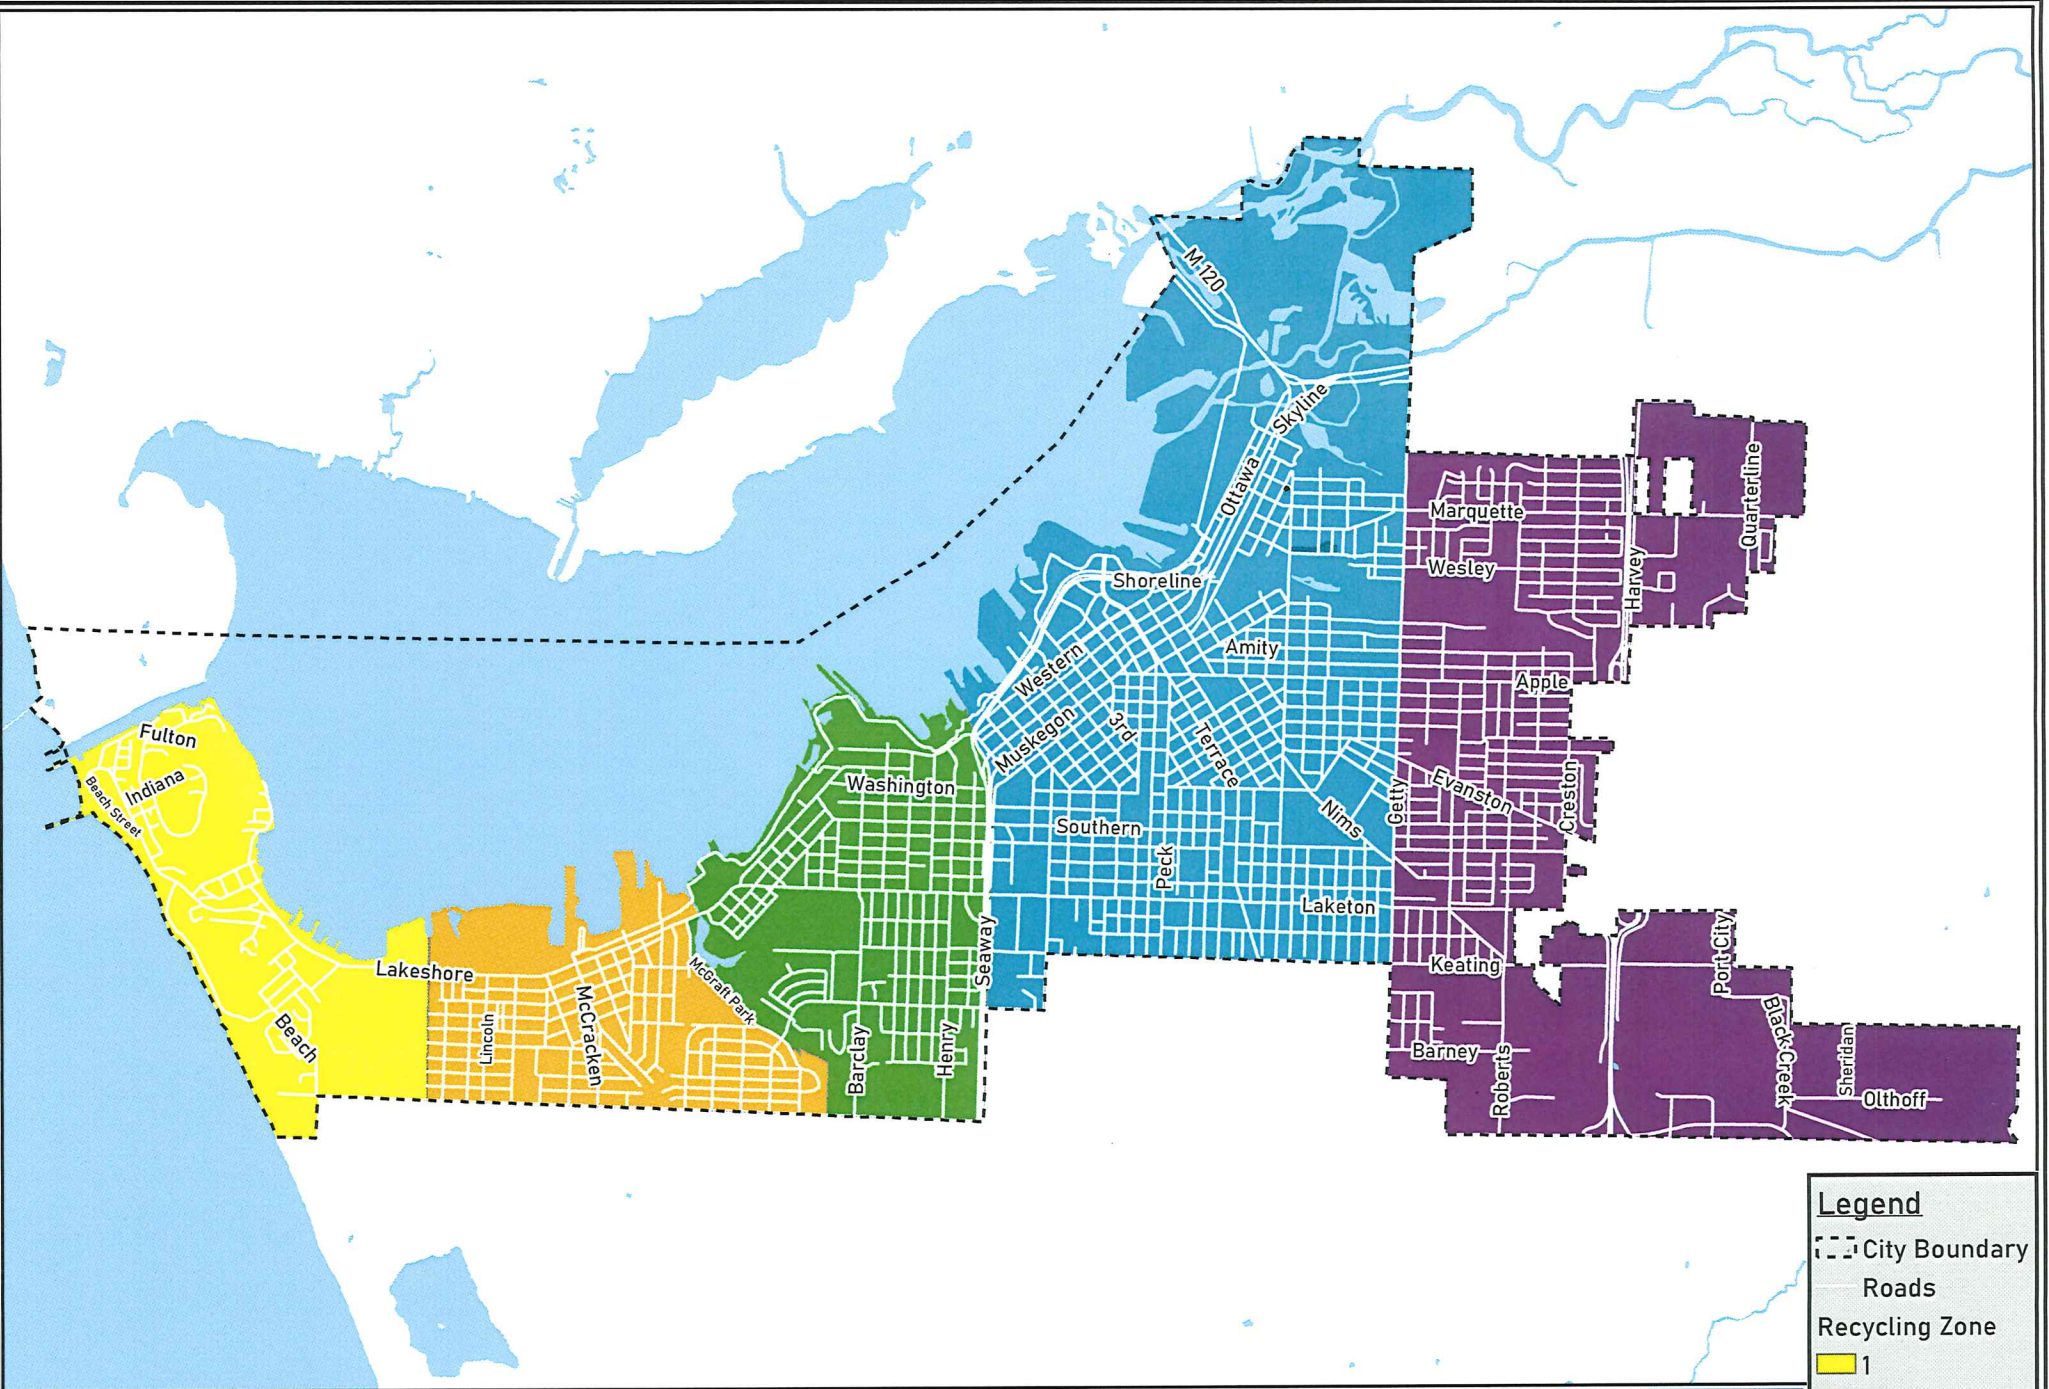 M 120
Skyline
Ottawa
Quarterline
Marquette
Wesley
Harvey
Shoreline
Amity
Western
Apple
Muskegon
3rd
Terrace
Fulton
Indiana
Beach Street
Washington
Getty
Evanston
Creston
Nims
Southern
Peck
Laketon
Seaway
Port City
Keating
Lakeshore
McGraft Park
McCracken
Lincoln
Beach
Barclay
Henry
Barney
Roberts
Black Creek
Sheridan
Olthoff
Legend
City Boundary
Roads
Recycling Zone
1